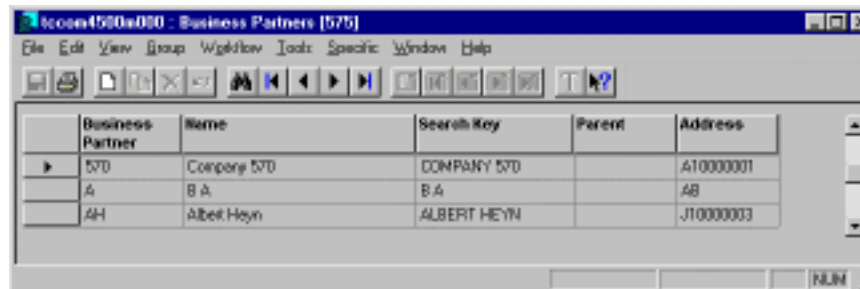 tccom4500m000 : Business Partners [575]
File Edit View Group Workflow Tools Specific Window Help
Business Partner Name Search Key Parent Address
570 Company 570 COMPANY 570 A10000001
A B A B A AB
AH Albert Heyn ALBERT HEYN J10000003
NUM